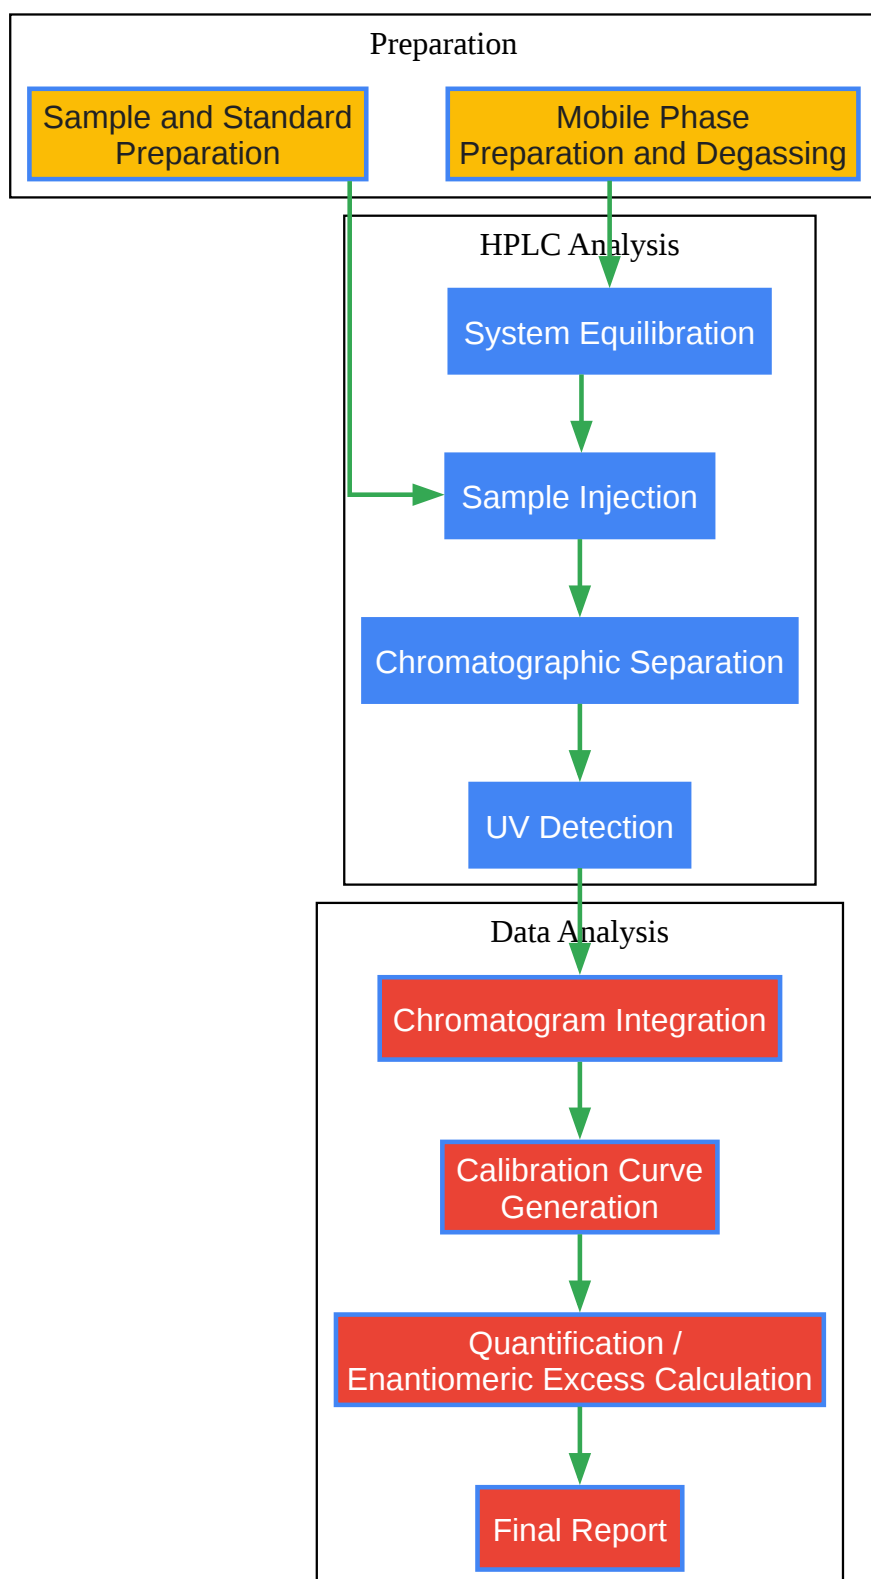 Preparation
Sample and Standard
Preparation
Mobile Phase
Preparation and Degassing
HPLC Analysis
System Equilibration
Sample Injection
Chromatographic Separation
UV Detection
Data Analysis
Chromatogram Integration
Calibration Curve
Generation
Quantification /
Enantiomeric Excess Calculation
Final Report